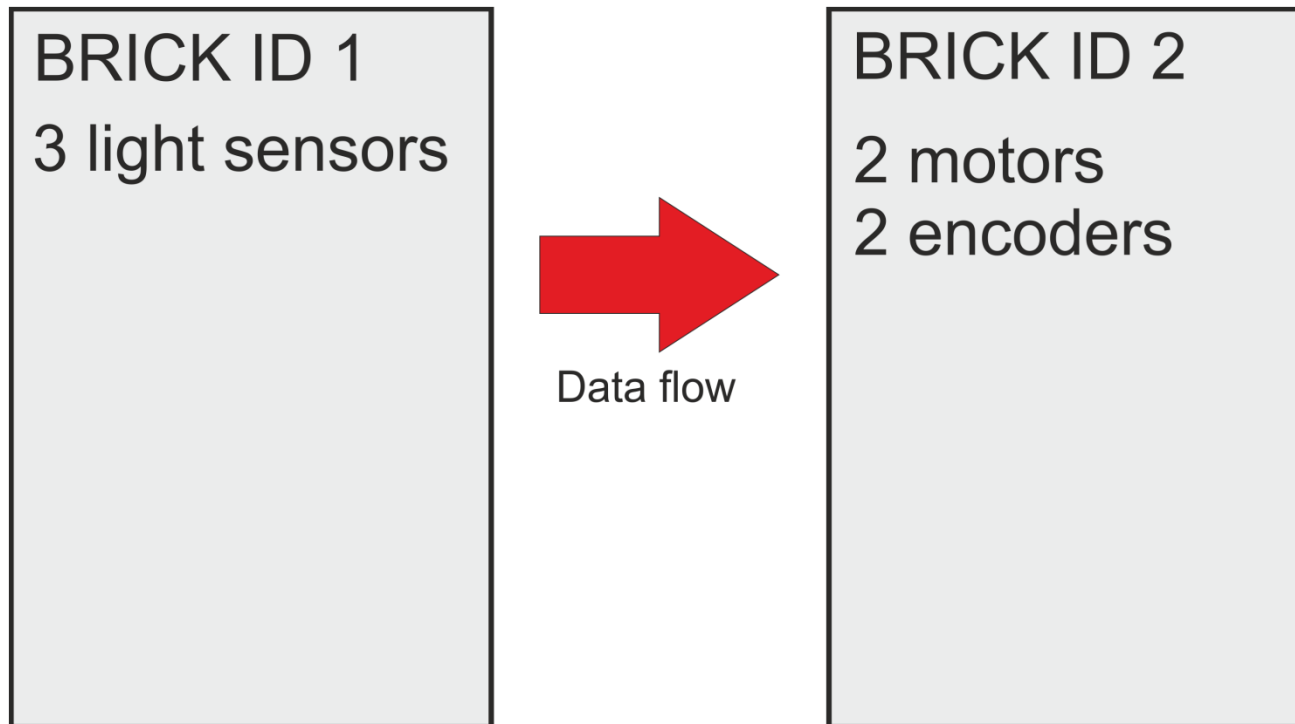 BRICK ID 1
3 light sensors
Data flow
BRICK ID 2
2 motors
2 encoders